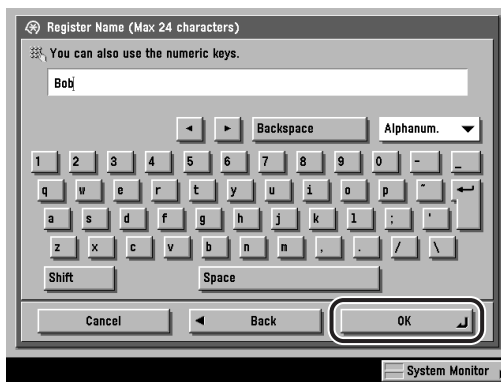 Register Name (Max 24 characters)
You can also use the numeric keys.
Bob
◄ ► Backspace Alphanum. ▼
1 2 3 4 5 6 7 8 9 0 - _
q w e r t y u i o p ~
a s d f g h j k l ; '
z x c v b n m , . / \
Shift Space
Cancel ◄ Back OK
System Monitor